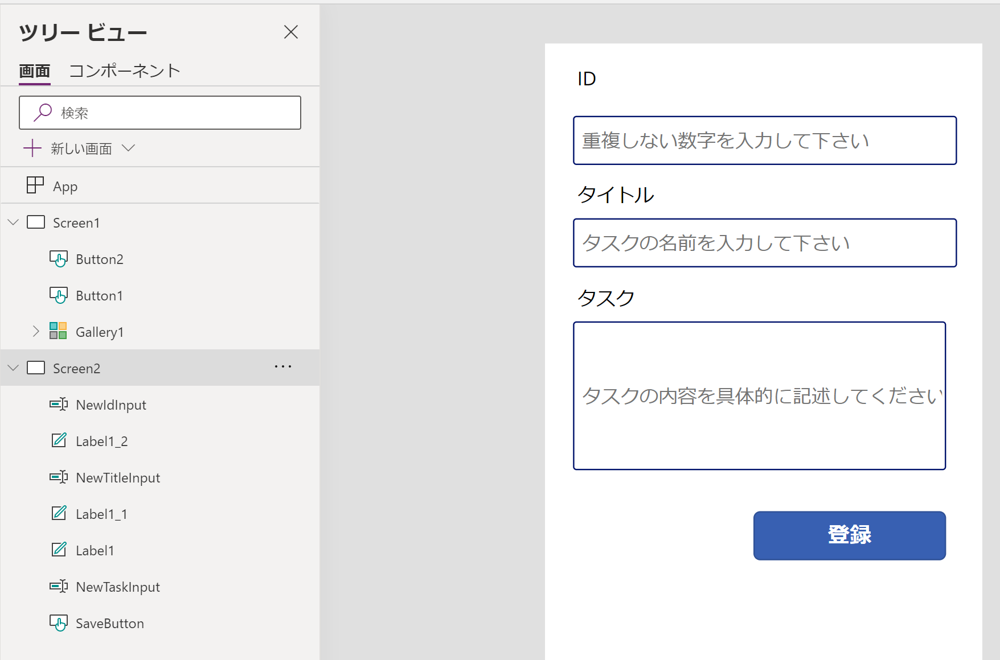 ツリー ビュー
画面 コンポーネント
検索
新しい画面
App
Screen1
Button2
Button1
Gallery1
Screen2
NewIdInput
Label1_2
NewTitleInput
Label1_1
Label1
NewTaskInput
SaveButton
ID
重複しない数字を入力して下さい
タイトル
タスクの名前を入力して下さい
タスク
タスクの内容を具体的に記述してください
登録